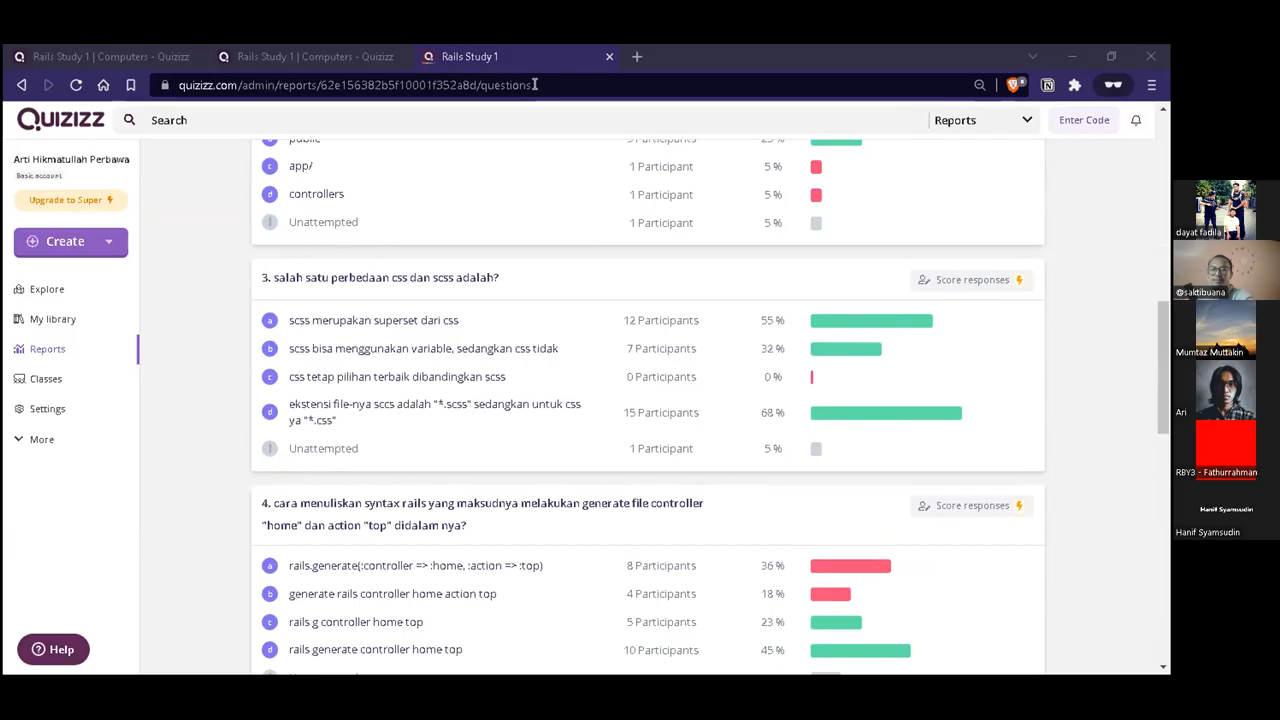 Rails Study 1 | Computers - Quizizz
Rails Study 1 | Computers - Quizizz
Rails Study 1
quizizz.com/admin/reports/62e156382b5f10001f352a8d/questions
QUIZIZZ
Search
Reports
Enter Code
Arti Hikmatullah Perbawa
Basic account
Upgrade to Super
Create
Explore
My library
Reports
Classes
Settings
More
Help
public
c app/ 1 Participant 5 %
d controllers 1 Participant 5 %
Unattempted 1 Participant 5 %
3. salah satu perbedaan css dan scss adalah?
Score responses
a scss merupakan superset dari css 12 Participants 55 %
b scss bisa menggunakan variable, sedangkan css tidak 7 Participants 32 %
c css tetap pilihan terbaik dibandingkan scss 0 Participants 0 %
d ekstensi file-nya sccs adalah "*.scss" sedangkan untuk css
ya "*.css" 15 Participants 68 %
Unattempted 1 Participant 5 %
4. cara menuliskan syntax rails yang maksudnya melakukan generate file controller
"home" dan action "top" didalam nya?
Score responses
a rails.generate(:controller => :home, :action => :top) 8 Participants 36 %
b generate rails controller home action top 4 Participants 18 %
c rails g controller home top 5 Participants 23 %
d rails generate controller home top 10 Participants 45 %
dayat fadila
@saktibuana
Mumtaz Muttakin
Ari
RBY3 - Fathurrahman
Hanif Syamsudin
Hanif Syamsudin